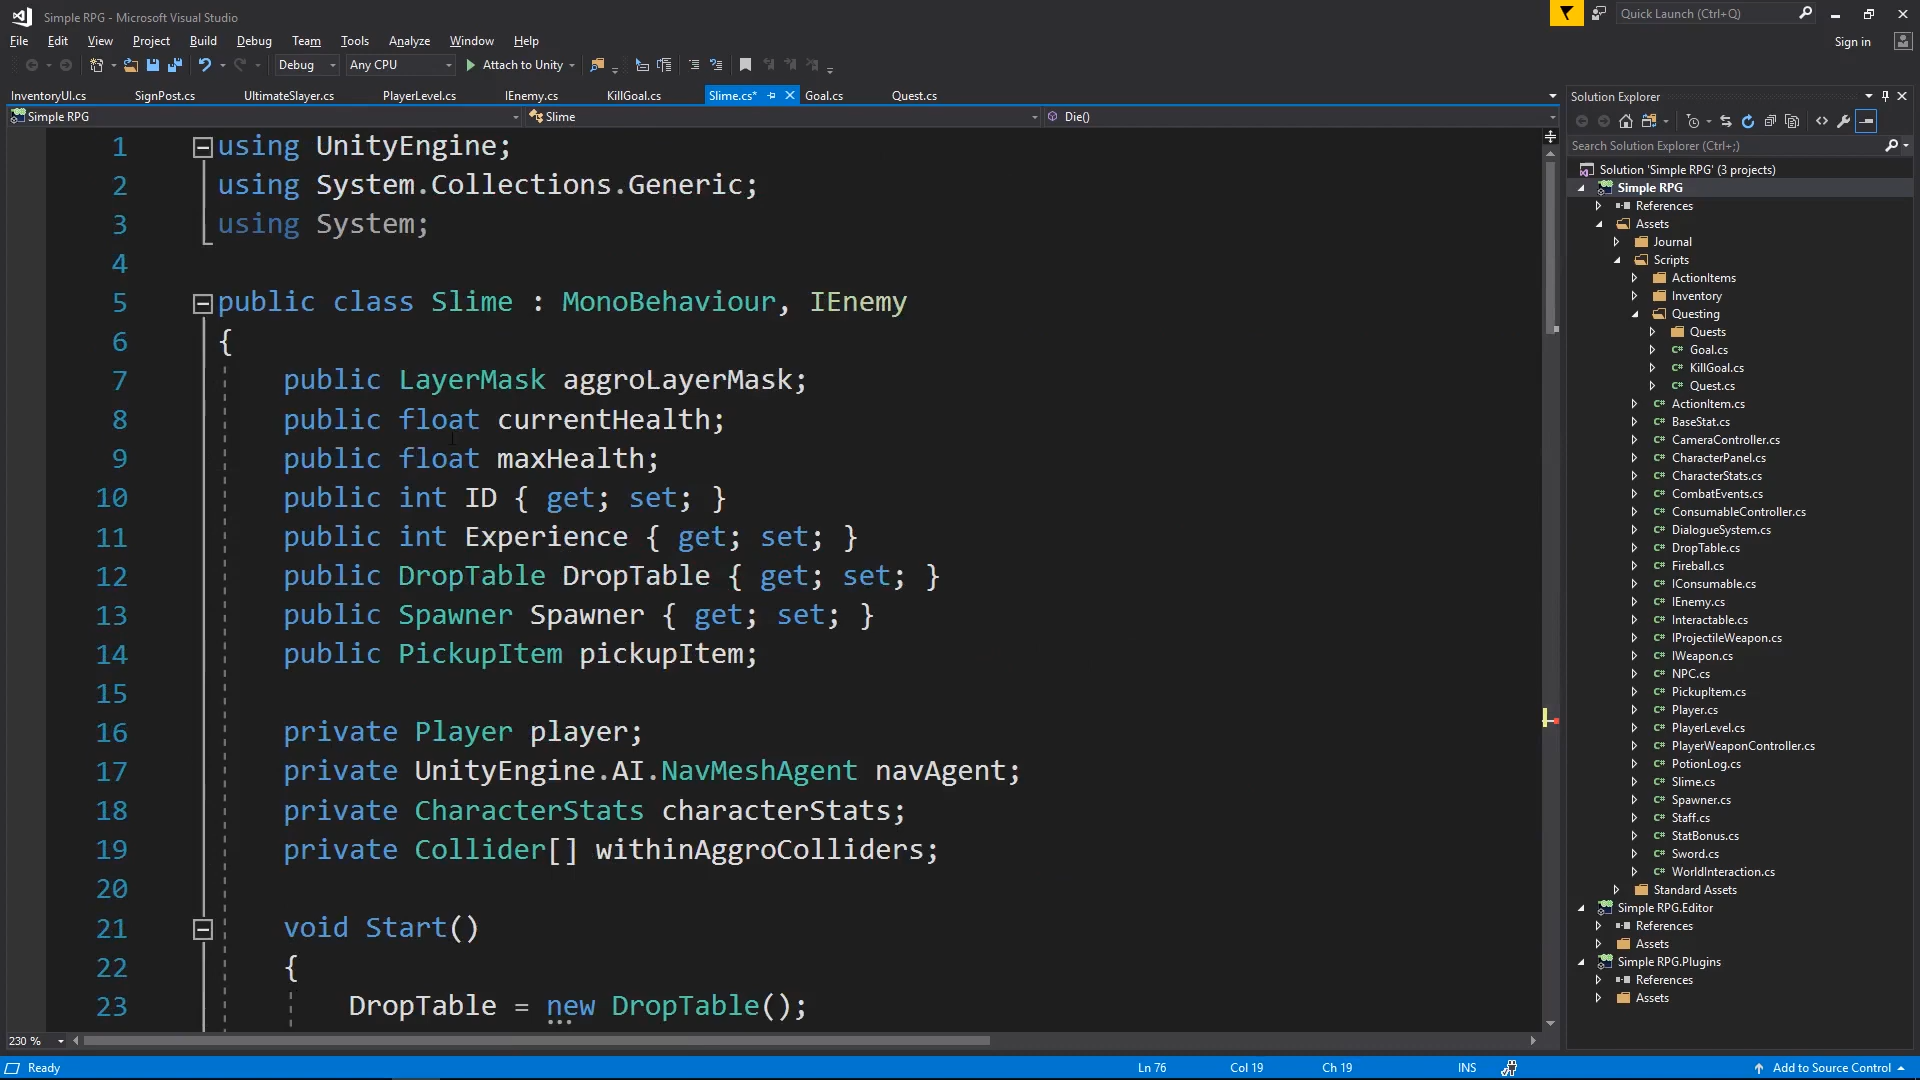 Simple RPG - Microsoft Visual Studio
Quick Launch (Ctrl+Q)
File Edit View Project Build Debug Team Tools Analyze Window Help
Sign in
Debug Any CPU Attach to Unity
InventoryUI.cs SignPost.cs UltimateSlayer.cs PlayerLevel.cs IEnemy.cs KillGoal.cs Slime.cs* Goal.cs Quest.cs
Simple RPG Slime Die()
1 using UnityEngine;
2 using System.Collections.Generic;
3 using System;
4
5 public class Slime : MonoBehaviour, IEnemy
6 {
7 public LayerMask aggroLayerMask;
8 public float currentHealth;
9 public float maxHealth;
10 public int ID { get; set; }
11 public int Experience { get; set; }
12 public DropTable DropTable { get; set; }
13 public Spawner Spawner { get; set; }
14 public PickupItem pickupItem;
15
16 private Player player;
17 private UnityEngine.AI.NavMeshAgent navAgent;
18 private CharacterStats characterStats;
19 private Collider[] withinAggroColliders;
20
21 void Start()
22 {
23 DropTable = new DropTable();
230 %
Solution Explorer
Search Solution Explorer (Ctrl+;)
Solution 'Simple RPG' (3 projects)
Simple RPG
References
Assets
Journal
Scripts
ActionItems
Inventory
Questing
Quests
C# Goal.cs
C# KillGoal.cs
C# Quest.cs
C# ActionItem.cs
C# BaseStat.cs
C# CameraController.cs
C# CharacterPanel.cs
C# CharacterStats.cs
C# CombatEvents.cs
C# ConsumableController.cs
C# DialogueSystem.cs
C# DropTable.cs
C# Fireball.cs
C# IConsumable.cs
C# IEnemy.cs
C# Interactable.cs
C# IProjectileWeapon.cs
C# IWeapon.cs
C# NPC.cs
C# PickupItem.cs
C# Player.cs
C# PlayerLevel.cs
C# PlayerWeaponController.cs
C# PotionLog.cs
C# Slime.cs
C# Spawner.cs
C# Staff.cs
C# StatBonus.cs
C# Sword.cs
C# WorldInteraction.cs
Standard Assets
Simple RPG.Editor
References
Assets
Simple RPG.Plugins
References
Assets
Ready Ln 76 Col 19 Ch 19 INS Add to Source Control